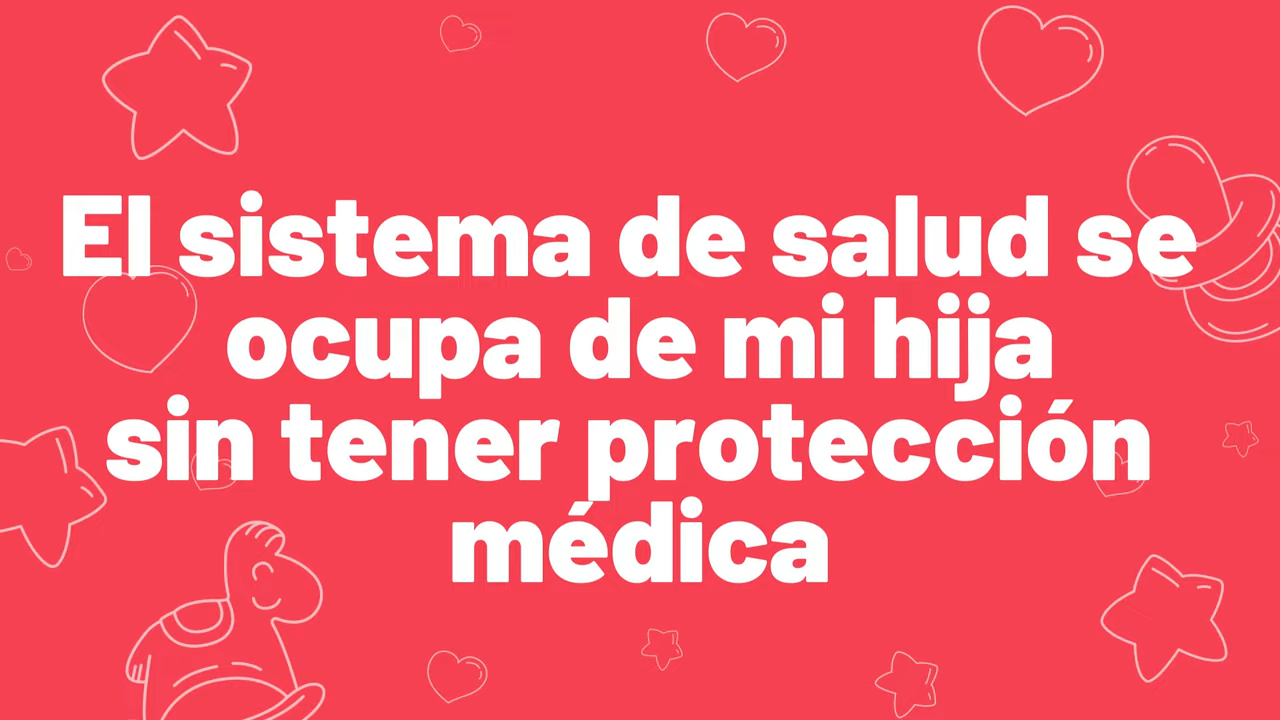 El sistema de salud se
ocupa de mi hija
sin tener protección
médica